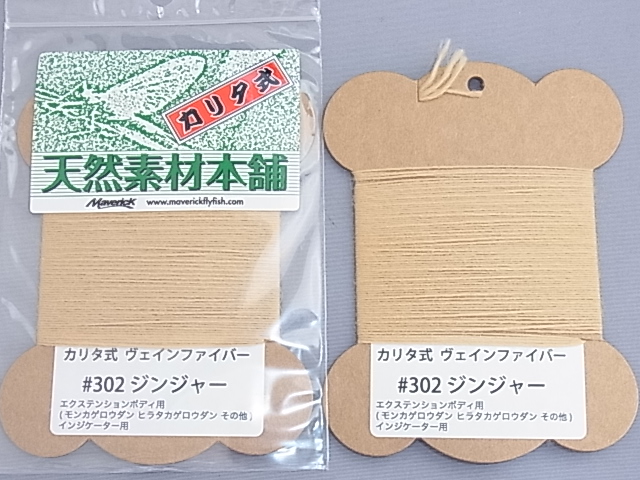 カリタ式
天然素材本舗
Maverick www.maverickflyfish.com
カリタ式 ヴェインファイバー
#302 ジンジャー
エクステンションボディ用
(モンカゲロウダン ヒラタカゲロウダン その他)
インジケーター用
カリタ式 ヴェインファイバー
#302 ジンジャー
エクステンションボディ用
(モンカゲロウダン ヒラタカゲロウダン その他)
インジケーター用